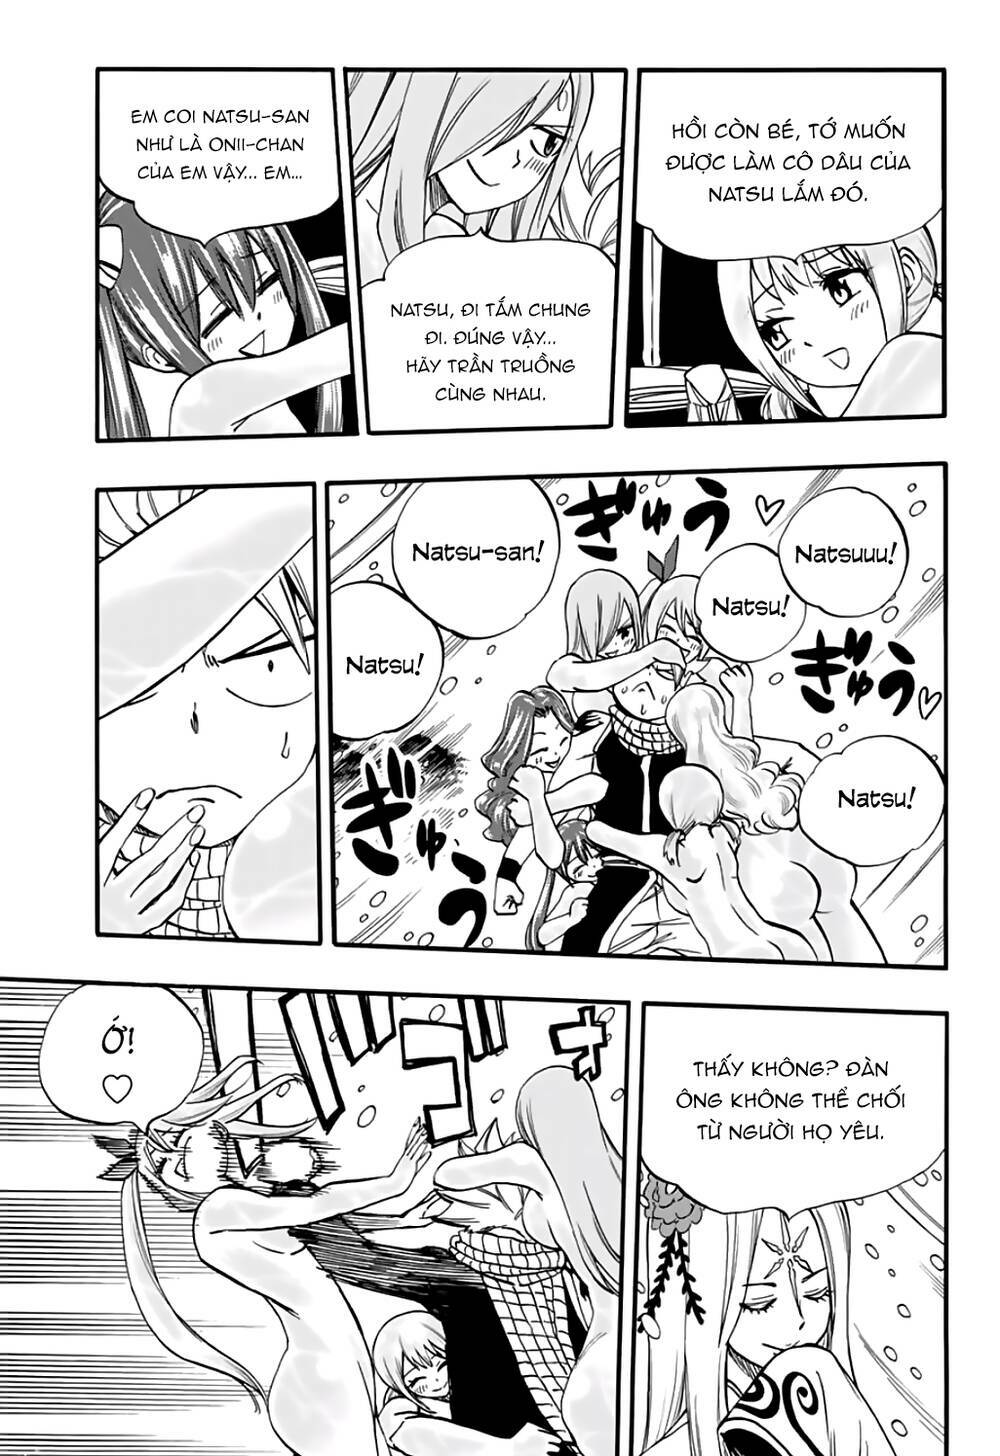 HỒI CÒN BÉ, TỚ MUỐN
ĐƯỢC LÀM CÔ DÂU CỦA
NATSU LẮM ĐÓ.
NATSU, ĐI TẮM CHUNG
ĐI. ĐÚNG VẬY...
HÃY TRẦN TRUỒNG
CÙNG NHAU.
EM COI NATSU-SAN
NHƯ LÀ ONII-CHAN
CỦA EM VẬY... EM...
ぎゅう♡
Natsuuu!
Natsu-san!
Natsu!
Natsu!
ぎゅう♡
Natsu!
ぎゅう
THẤY KHÔNG? ĐÀN
ÔNG KHÔNG THỂ CHỐI
TỪ NGƯỜI HỌ YÊU.
Ớ!
♡